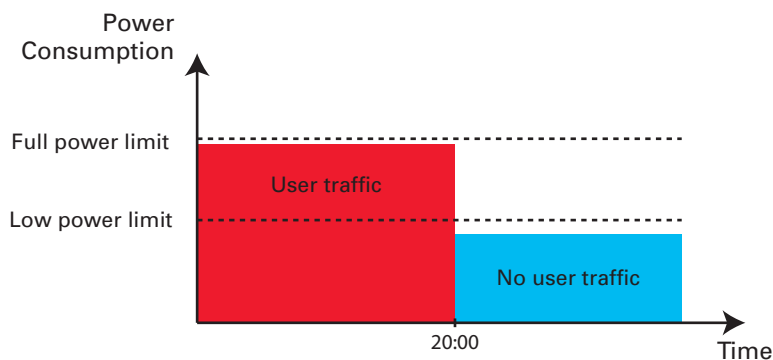 Power
Consumption
Full power limit
User traffic
Low power limit
No user traffic
20:00
Time